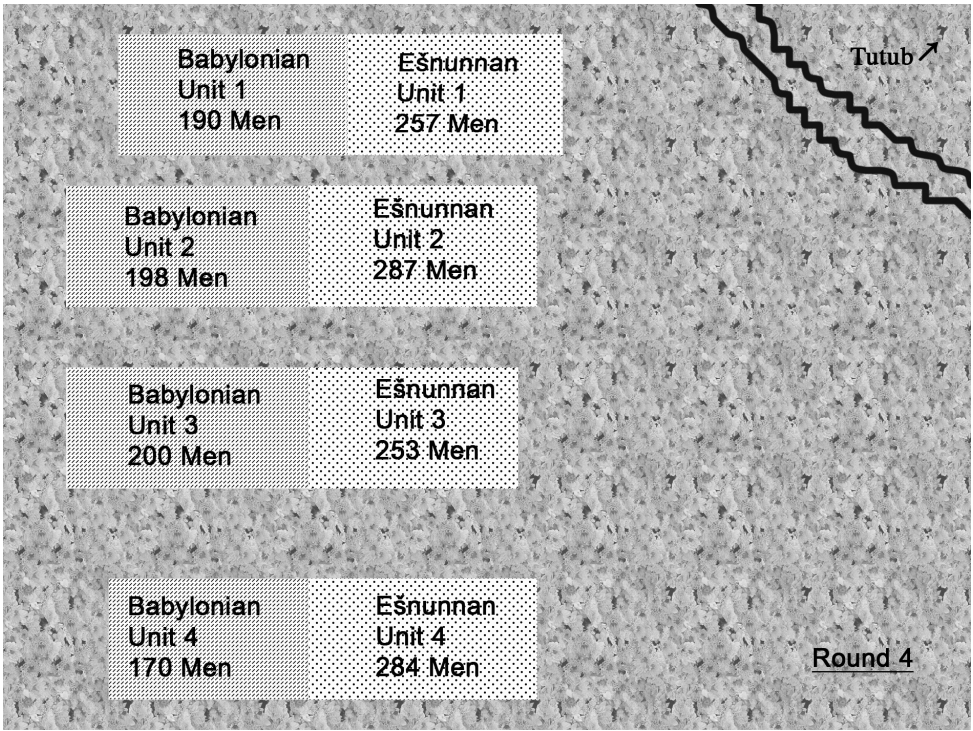 Babylonian
Unit 1
190 Men
Ešnunnan
Unit 1
257 Men
Tutub
Babylonian
Unit 2
198 Men
Ešnunnan
Unit 2
287 Men
Babylonian
Unit 3
200 Men
Ešnunnan
Unit 3
253 Men
Babylonian
Unit 4
170 Men
Ešnunnan
Unit 4
284 Men
Round 4